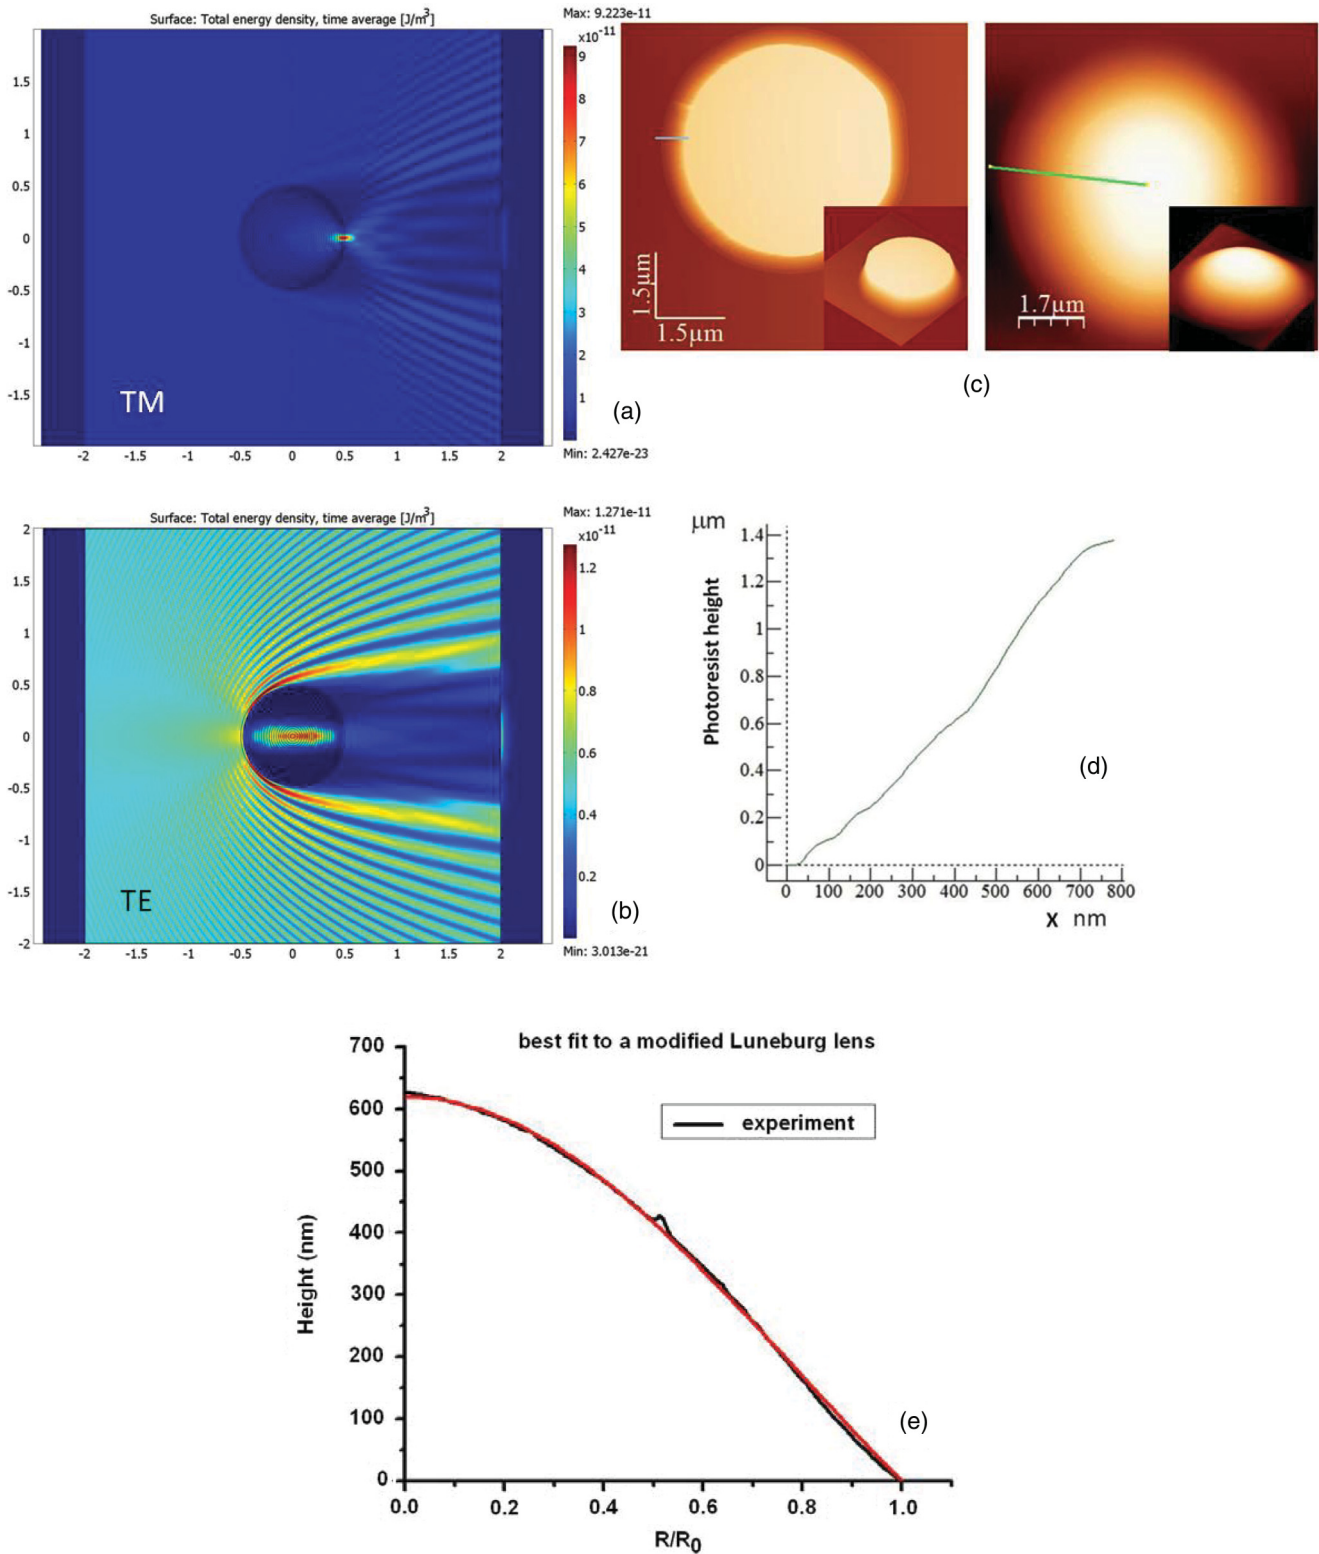 Surface: Total energy density, time average [J/m³]
Max: 9.223e-11
x10⁻¹¹
9
8
7
6
5
4
3
2
1
Min: 2.427e-23
1.5
1
0.5
0
-0.5
-1
-1.5
-2 -1.5 -1 -0.5 0 0.5 1 1.5 2
TM
(a)
1.5µm
1.5µm
1.7µm
(c)
Surface: Total energy density, time average [J/m³]
Max: 1.271e-11
x10⁻¹¹
1.2
1
0.8
0.6
0.4
0.2
Min: 3.013e-21
2
1.5
1
0.5
0
-0.5
-1
-1.5
-2
-2 -1.5 -1 -0.5 0 0.5 1 1.5 2
TE
(b)
µm
Photoresist height
1.4
1.2
1
0.8
0.6
0.4
0.2
0
0 100 200 300 400 500 600 700 800
X nm
(d)
best fit to a modified Luneburg lens
experiment
Height (nm)
700
600
500
400
300
200
100
0
0.0 0.2 0.4 0.6 0.8 1.0
R/R₀
(e)